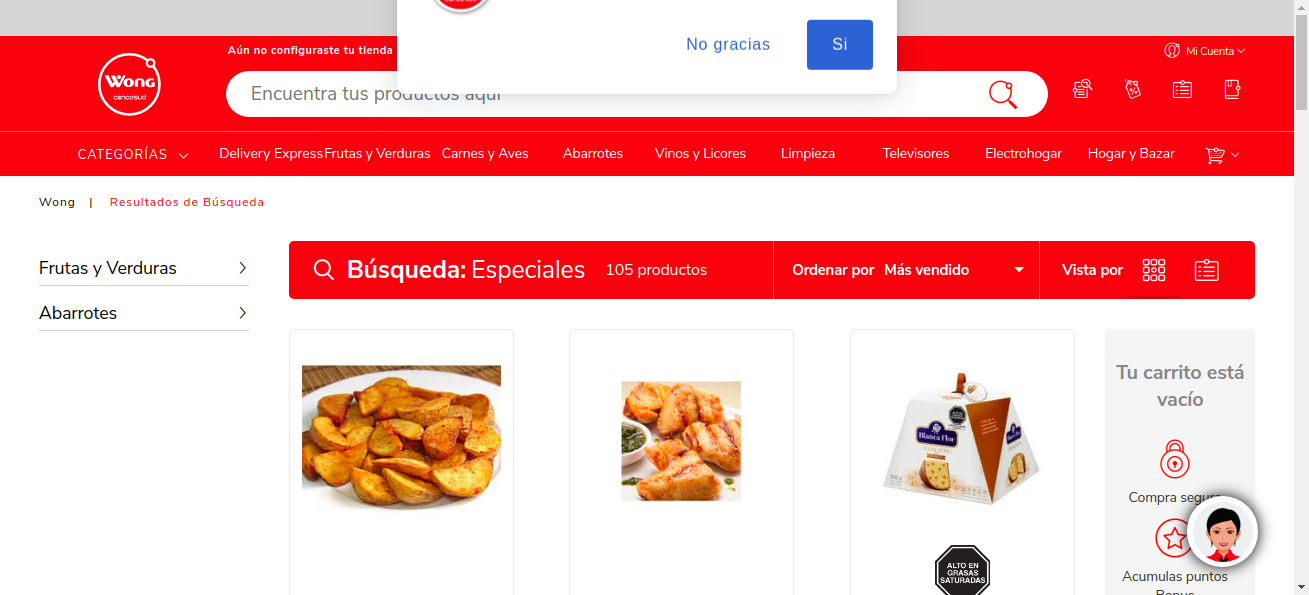 No gracias
Si
Aún no configuraste tu tienda
Mi Cuenta
Wong
cencosud
Encuentra tus productos aquí
CATEGORÍAS
Delivery Express
Frutas y Verduras
Carnes y Aves
Abarrotes
Vinos y Licores
Limpieza
Televisores
Electrohogar
Hogar y Bazar
Wong | Resultados de Búsqueda
Frutas y Verduras
Abarrotes
Búsqueda: Especiales 105 productos
Ordenar por Más vendido
Vista por
Blanca Flor
PANETÓN
ALTO EN
GRASAS
SATURADAS
Tu carrito está
vacío
Compra segura
Acumulas puntos
Bonus